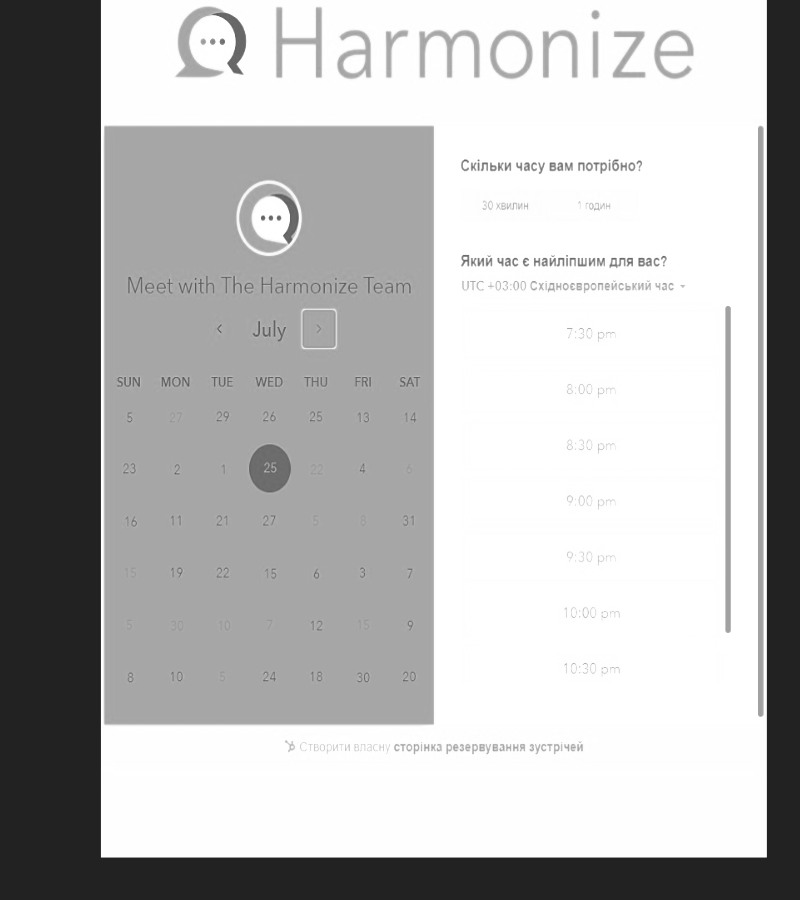 Harmonize
Meet with The Harmonize Team
July
SUN MON TUE WED THU FRI SAT
5 27 29 26 25 13 14
23 2 1 25 22 4 6
16 11 21 27 5 8 31
15 19 22 15 6 3 7
5 30 10 7 12 15 9
8 10 5 24 18 30 20
Скільки часу вам потрібно?
30 хвилин 1 годин
Який час є найліпшим для вас?
UTC +03:00 Східноєвропейський час
7:30 pm
8:00 pm
8:30 pm
9:00 pm
9:30 pm
10:00 pm
10:30 pm
Створити власну сторінка резервування зустрічей